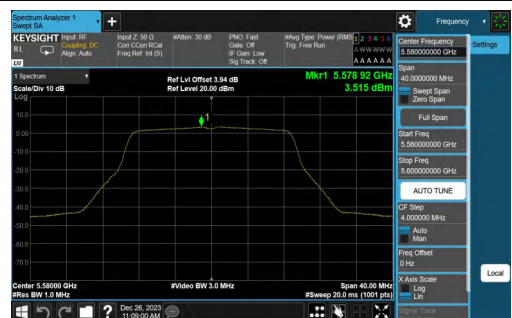 Spectrum Analyzer 1
Swept SA
Frequency
KEYSIGHT
Input: RF
Input Z: 50 Ω
#Atten: 30 dB
PNO: Fast
#Avg Type: Power (RMS
1 2 3 4 5 6
RL
Coupling: DC
Corr CCorr RCal
Gate: Off
Trig: Free Run
Align: Auto
Freq Ref: Int (S)
IF Gain: Low
Sig Track: Off
A W W W W W
A A A A A A
Center Frequency
5.580000000 GHz
Settings
1 Spectrum
Ref Lvl Offset 3.94 dB
Mkr1 5.578 92 GHz
Scale/Div 10 dB
Ref Level 20.00 dBm
3.515 dBm
Span
40.0000000 MHz
Swept Span
Zero Span
Full Span
Start Freq
5.560000000 GHz
Stop Freq
5.600000000 GHz
AUTO TUNE
CF Step
4.000000 MHz
Auto
Man
Freq Offset
0 Hz
X Axis Scale
Log
Lin
Signal Track
Local
Log
10.0
0.00
-10.0
-20.0
-30.0
-40.0
-50.0
-60.0
-70.0
1
Center 5.58000 GHz
#Video BW 3.0 MHz
Span 40.00 MHz
#Res BW 1.0 MHz
#Sweep 20.0 ms (1001 pts)
Dec 26, 2023
11:09:00 AM